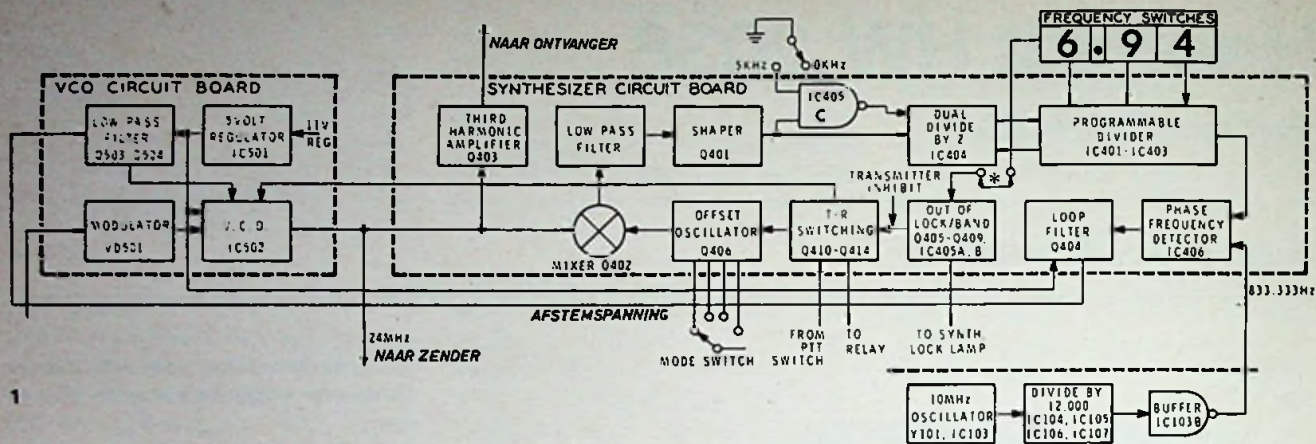 FREQUENCY SWITCHES
6.94
NAAR ONTVANGER
5KHz
0KHz
VCO CIRCUIT BOARD
LOW PASS
FILTER
Q503 Q504
5VOLT
REGULATOR
IC501
11V
REG
MODULATOR
VD501
V.C.O.
IC502
SYNTHESIZER CIRCUIT BOARD
THIRD
HARMONIC
AMPLIFIER
Q403
LOW PASS
FILTER
SHAPER
Q401
IC405
C
DUAL
DIVIDE
BY 2
IC404
PROGRAMMABLE
DIVIDER
IC401-IC403
TRANSMITTER
INHIBIT
*
MIXER Q402
OFFSET
OSCILLATOR
Q406
T-R
SWITCHING
Q410-Q414
OUT OF
LOCK/BAND
Q405-Q409,
IC405A, B
LOOP
FILTER
Q404
PHASE
FREQUENCY
DETECTOR
IC406
833.333Hz
AFSTEMSPANNING
24MHz
NAAR ZENDER
MODE SWITCH
FROM
PTT
SWITCH
TO
RELAY
TO SYNTH.
LOCK LAMP
1
10MHz
OSCILLATOR
Y101, IC103
DIVIDE BY
12.000
IC104, IC105
IC106, IC107
BUFFER
IC103B